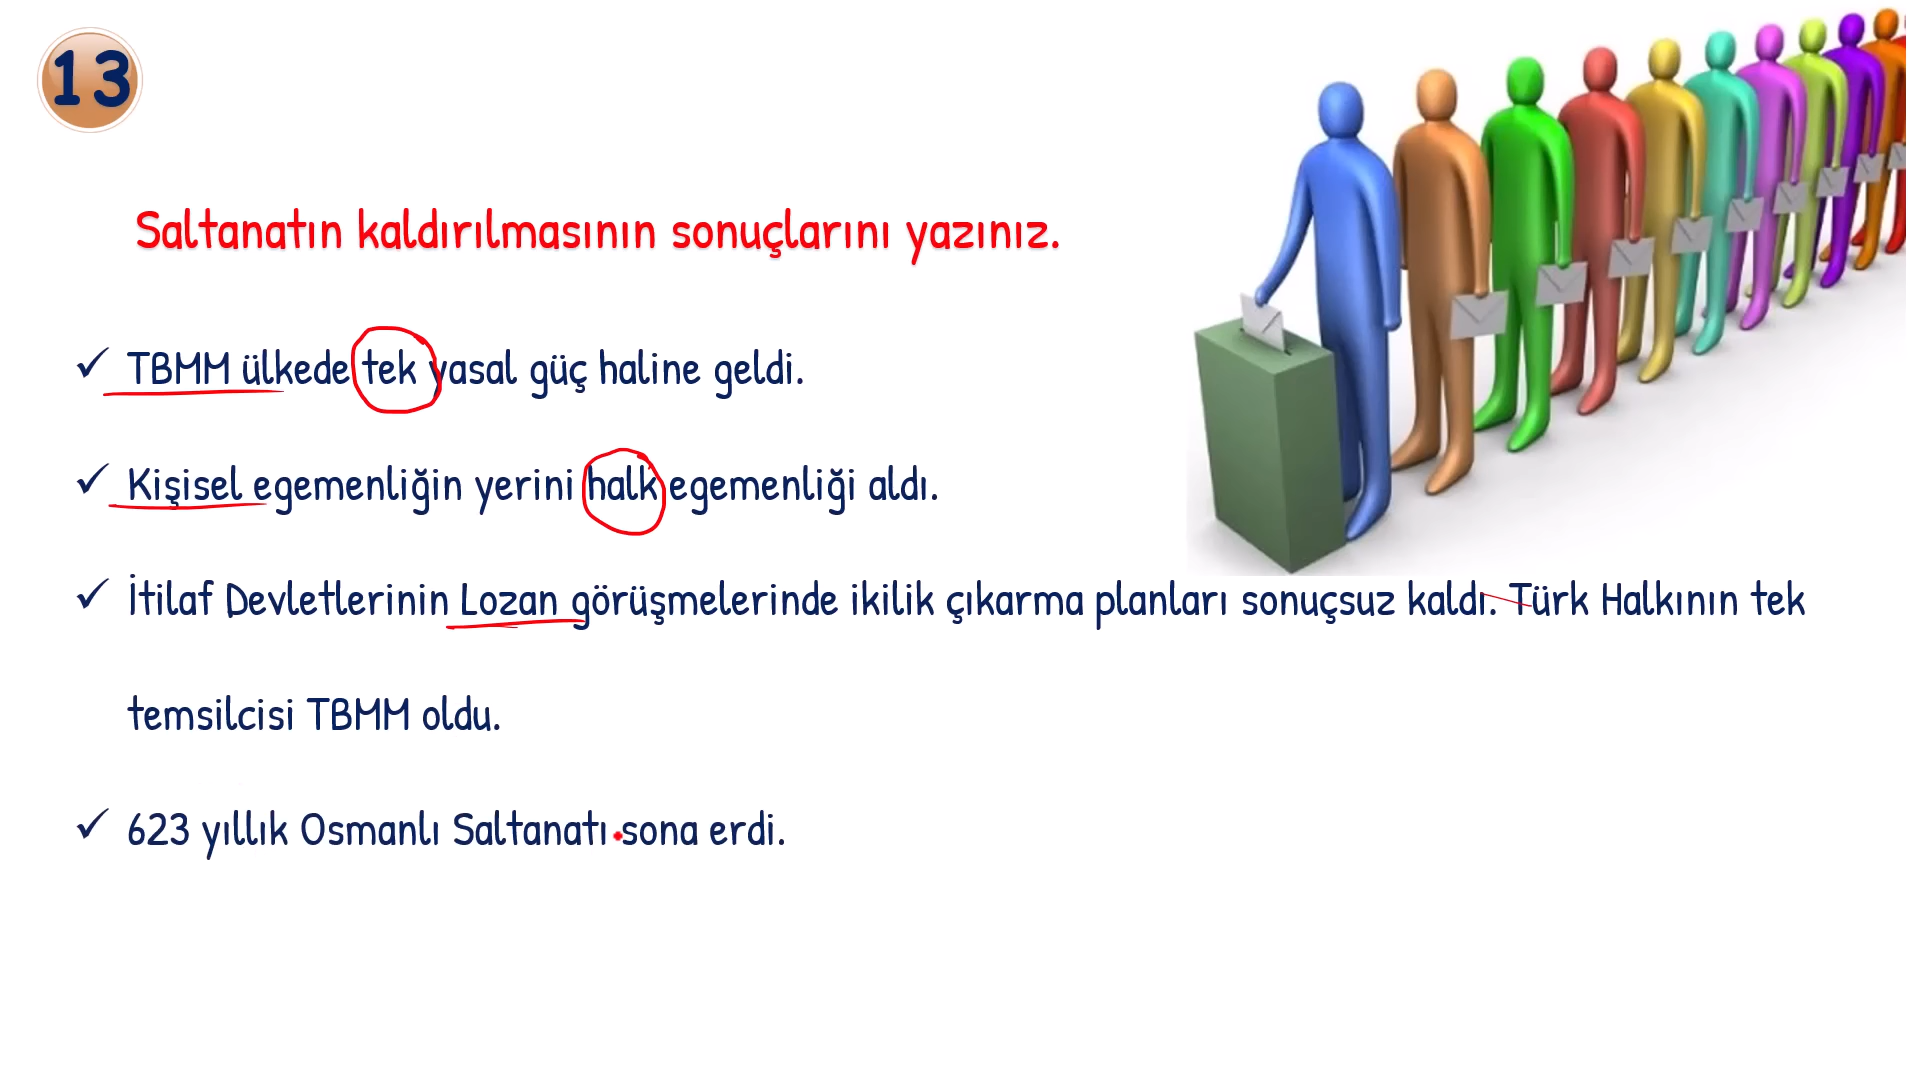 13
Saltanatın kaldırılmasının sonuçlarını yazınız.
✓ TBMM ülkede tek yasal güç haline geldi.
✓ Kişisel egemenliğin yerini halk egemenliği aldı.
✓ İtilaf Devletlerinin Lozan görüşmelerinde ikilik çıkarma planları sonuçsuz kaldı. Türk Halkının tek
temsilcisi TBMM oldu.
✓ 623 yıllık Osmanlı Saltanatı sona erdi.